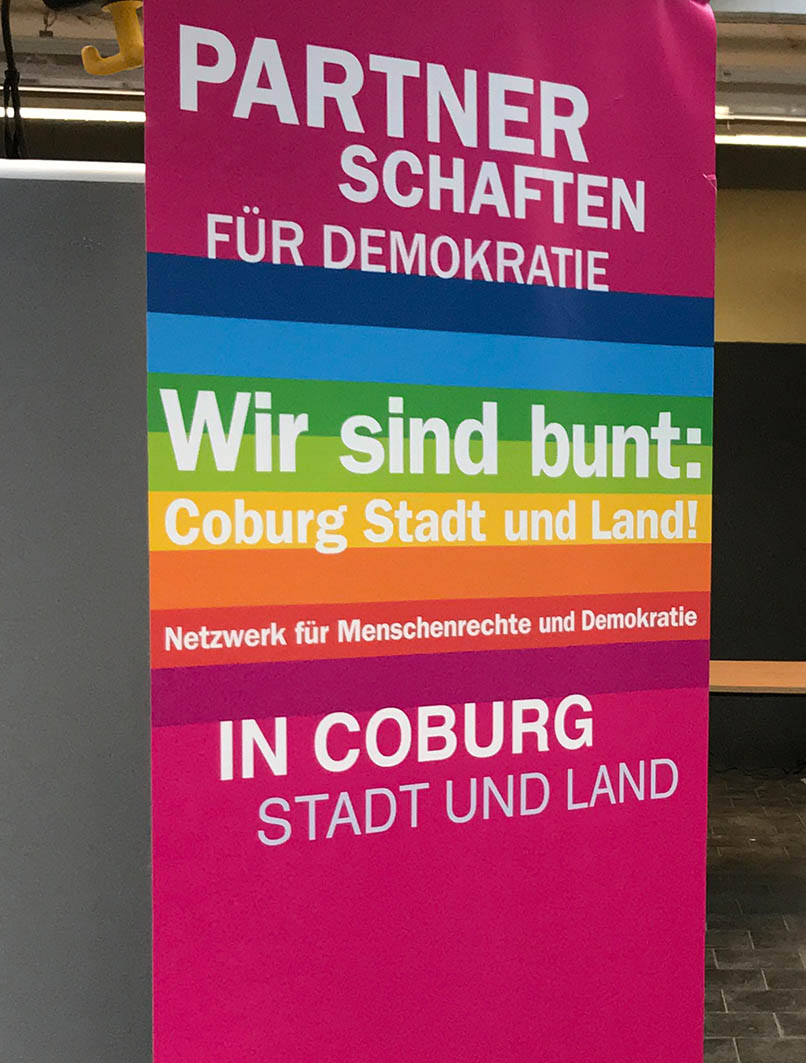 PARTNER
SCHAFTEN
FÜR DEMOKRATIE
Wir sind bunt:
Coburg Stadt und Land!
Netzwerk für Menschenrechte und Demokratie
IN COBURG
STADT UND LAND